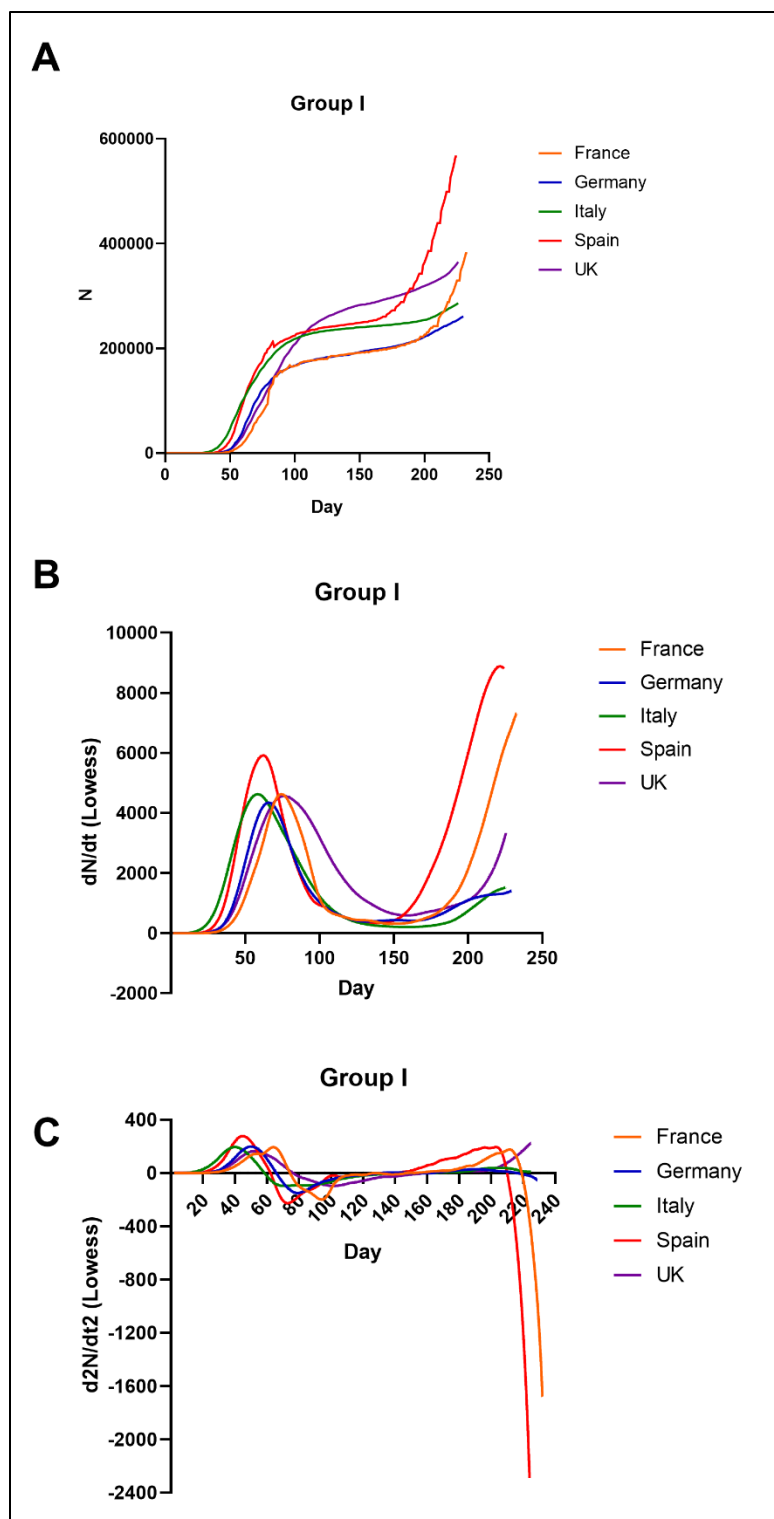 A
Group I
600000
400000
200000
0
N
0 50 100 150 200 250
Day
France
Germany
Italy
Spain
UK
B
Group I
10000
8000
6000
4000
2000
0
-2000
dN/dt (Lowess)
50 100 150 200 250
Day
France
Germany
Italy
Spain
UK
C
Group I
400
0
-400
-800
-1200
-1600
-2000
-2400
d2N/dt2 (Lowess)
20 40 60 80 100 120 140 160 180 200 220 240
Day
France
Germany
Italy
Spain
UK